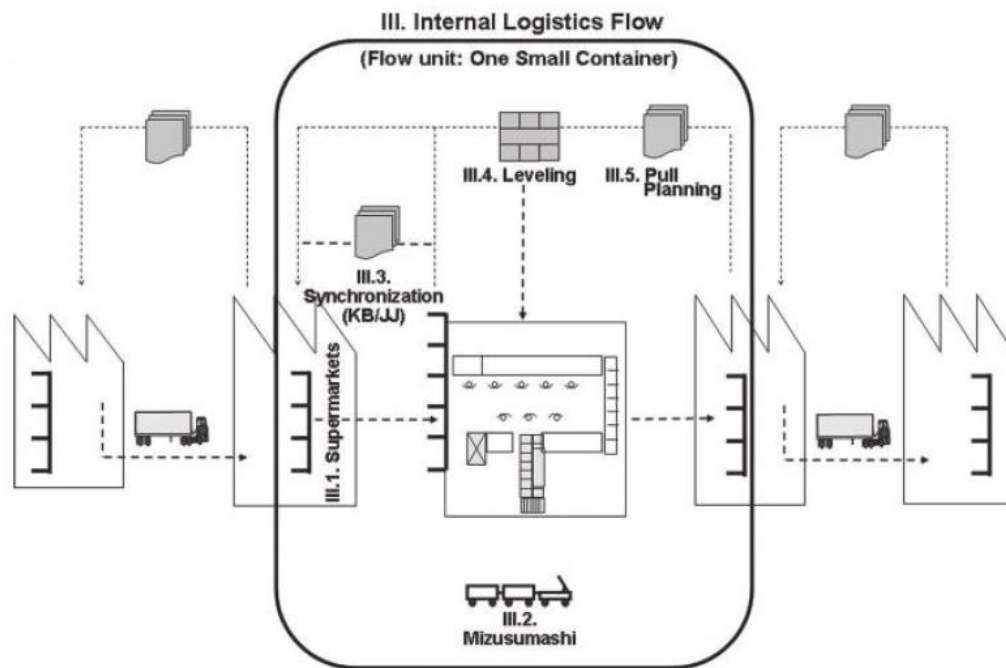 III. Internal Logistics Flow
(Flow unit: One Small Container)
III.4. Leveling
III.5. Pull
Planning
III.3.
Synchronization
(KB/JJ)
III.1. Supermarkets
III.2.
Mizusumashi